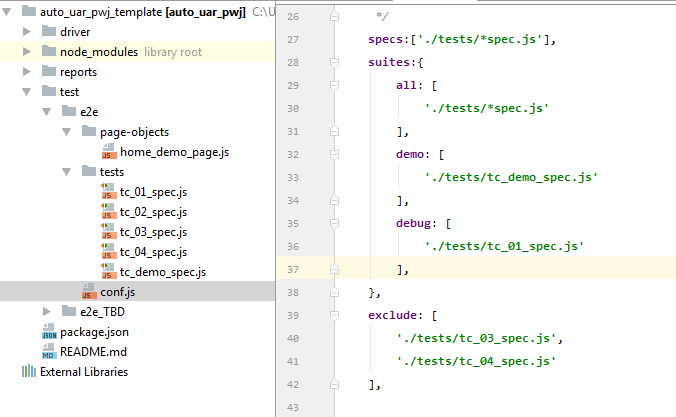 auto_uar_pwj_template [auto_uar_pwj] C:\U
driver
node_modules library root
reports
test
e2e
page-objects
home_demo_page.js
tests
tc_01_spec.js
tc_02_spec.js
tc_03_spec.js
tc_04_spec.js
tc_demo_spec.js
conf.js
e2e_TBD
package.json
README.md
External Libraries
26 */
27 specs:['./tests/*spec.js'],
28 suites:{
29 all: [
30 './tests/*spec.js'
31 ],
32 demo: [
33 './tests/tc_demo_spec.js'
34 ],
35 debug: [
36 './tests/tc_01_spec.js'
37 ],
38 },
39 exclude: [
40 './tests/tc_03_spec.js',
41 './tests/tc_04_spec.js'
42 ],
43